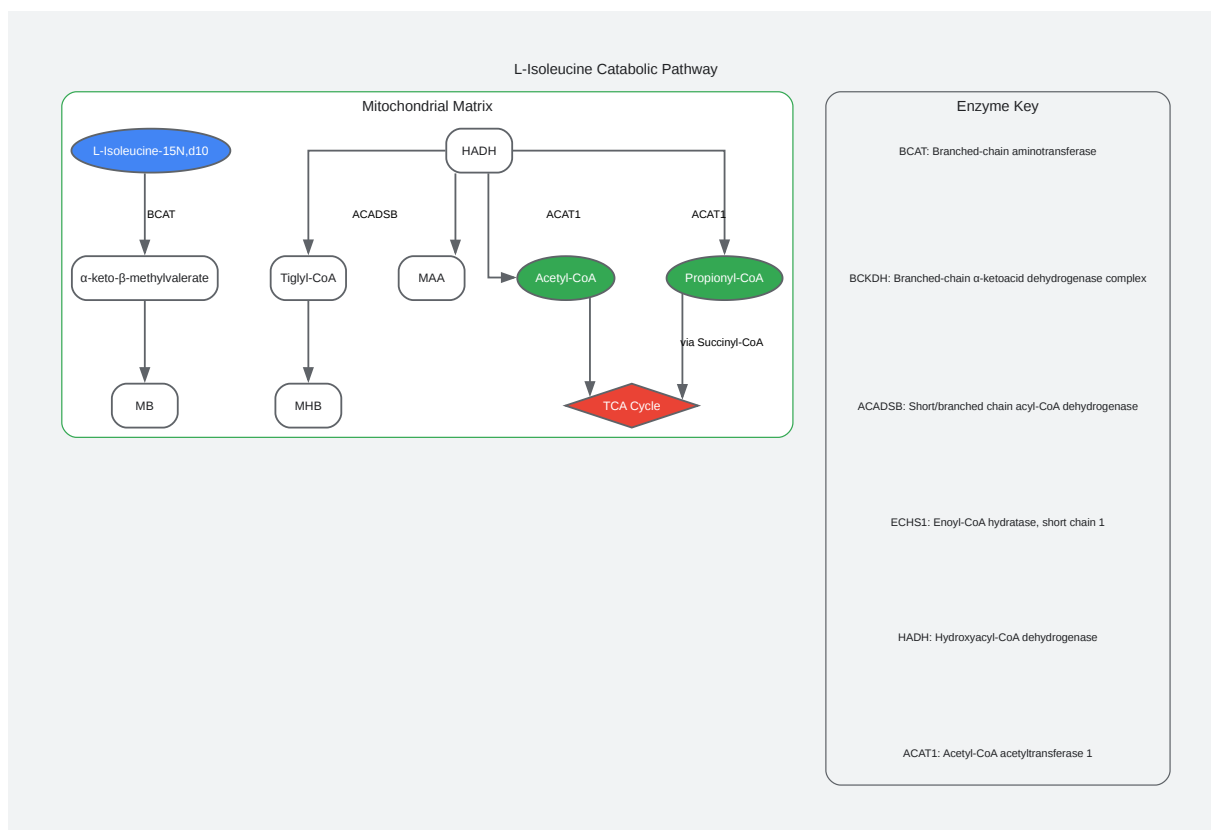 L-Isoleucine Catabolic Pathway
Mitochondrial Matrix
L-Isoleucine-15N,d10
HADH
BCAT
ACADSB
ACAT1
ACAT1
α-keto-β-methylvalerate
Tiglyl-CoA
MAA
Acetyl-CoA
Propionyl-CoA
via Succinyl-CoA
MB
MHB
TCA Cycle
Enzyme Key
BCAT: Branched-chain aminotransferase
BCKDH: Branched-chain α-ketoacid dehydrogenase complex
ACADSB: Short/branched chain acyl-CoA dehydrogenase
ECHS1: Enoyl-CoA hydratase, short chain 1
HADH: Hydroxyacyl-CoA dehydrogenase
ACAT1: Acetyl-CoA acetyltransferase 1